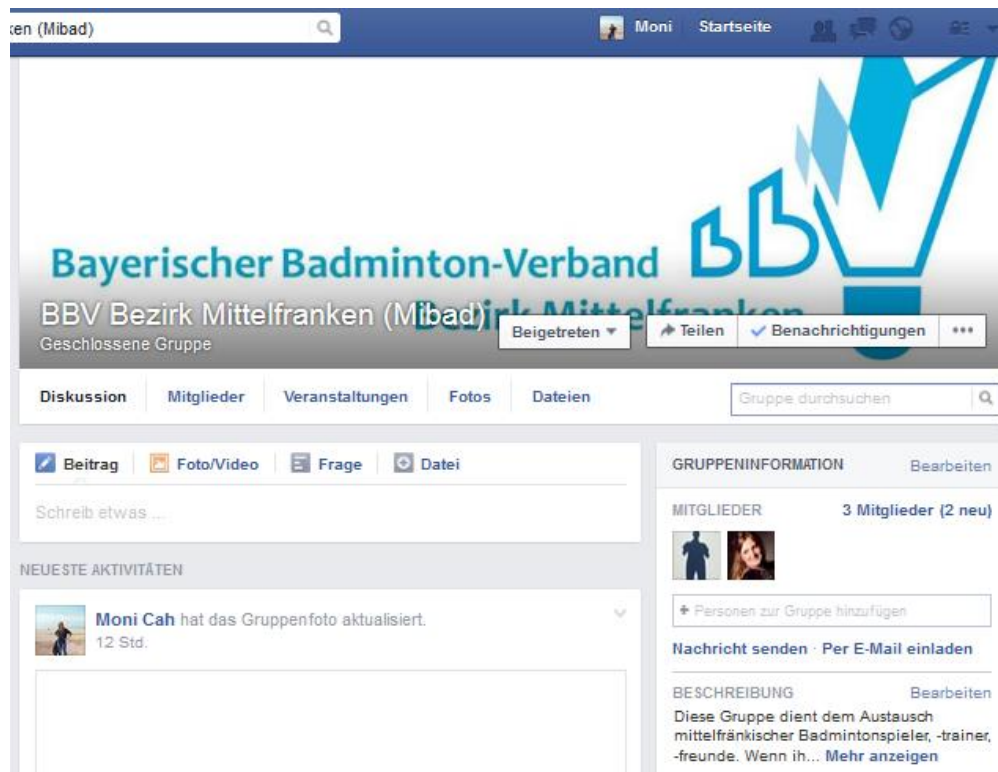 ken (Mibad)
Moni Startseite
Bayerischer Badminton-Verband BBV
Bezirk Mittelfranken
BBV Bezirk Mittelfranken (Mibad)
Geschlossene Gruppe
Beigetreten Teilen Benachrichtigungen
Diskussion Mitglieder Veranstaltungen Fotos Dateien Gruppe durchsuchen
Beitrag Foto/Video Frage Datei
Schreib etwas ...
NEUESTE AKTIVITÄTEN
Moni Cah hat das Gruppenfoto aktualisiert.
12 Std.
GRUPPENINFORMATION Bearbeiten
MITGLIEDER 3 Mitglieder (2 neu)
+ Personen zur Gruppe hinzufügen
Nachricht senden · Per E-Mail einladen
BESCHREIBUNG Bearbeiten
Diese Gruppe dient dem Austausch
mittelfränkischer Badmintonspieler, -trainer,
-freunde. Wenn ih... Mehr anzeigen